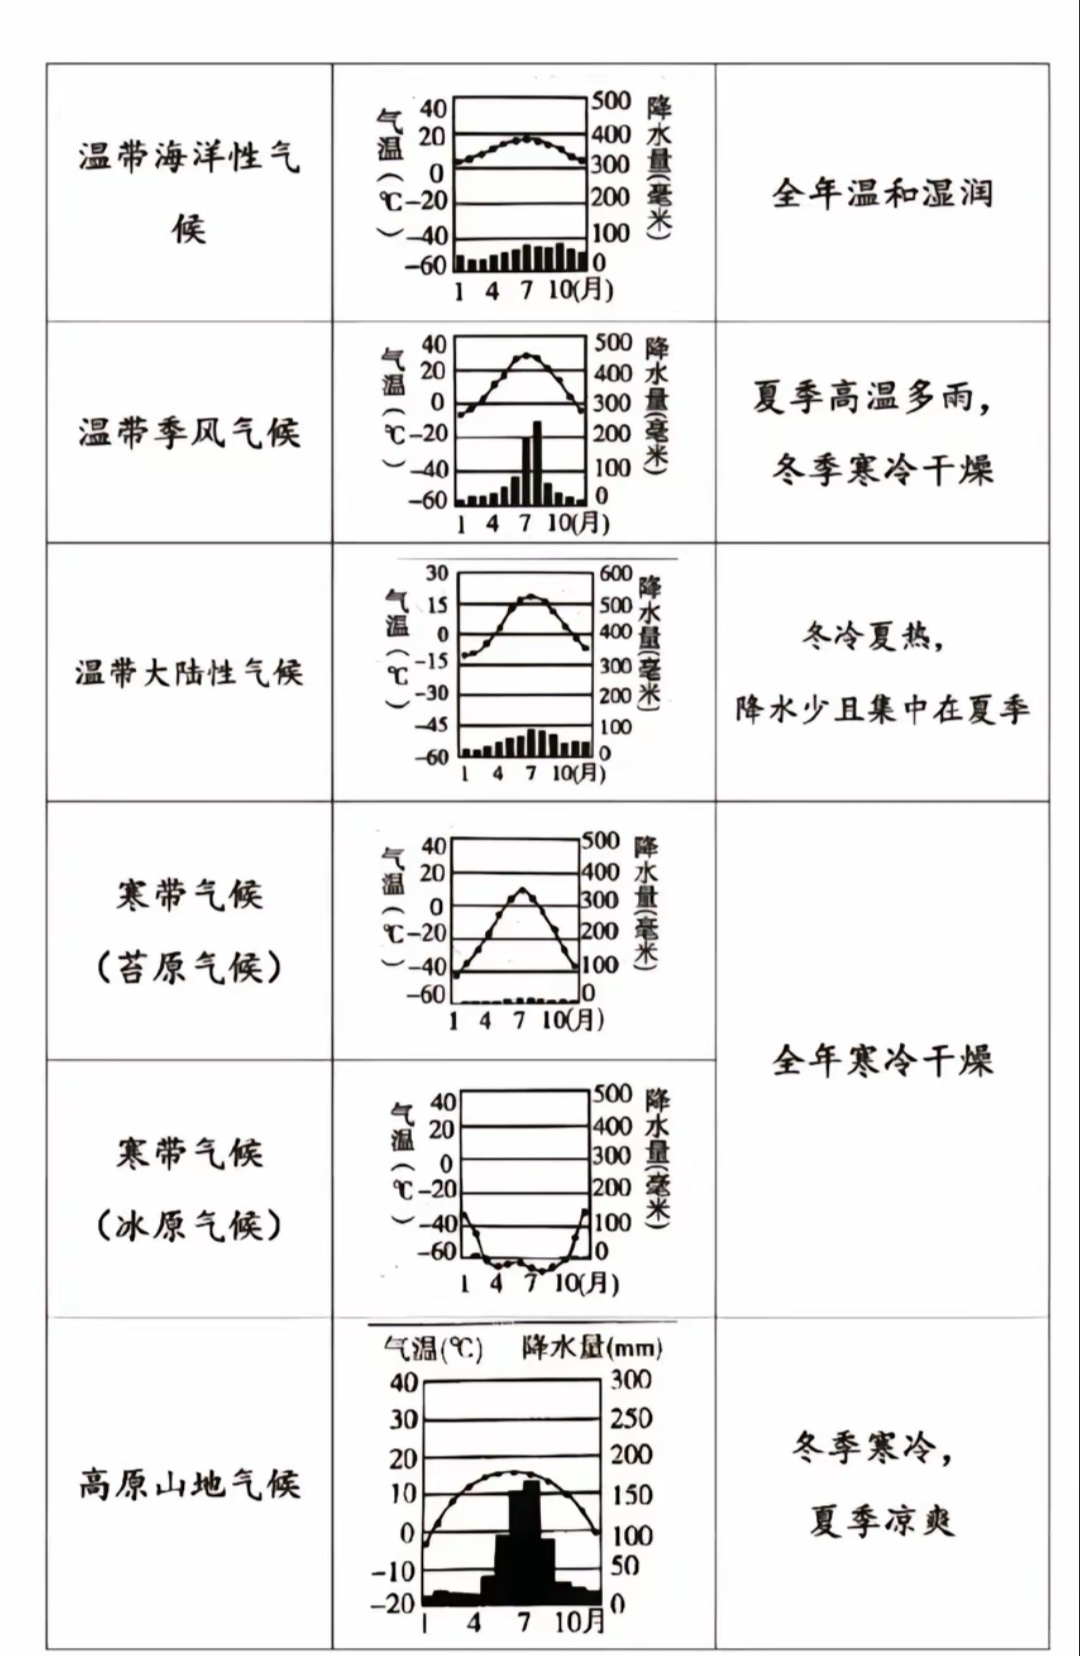 温带海洋性气
候
气温(℃)
40
20
0
-20
-40
-60
500
400
300
200
100
0
降水量(毫米)
1 4 7 10(月)
全年温和湿润
温带季风气候
气温(℃)
40
20
0
-20
-40
-60
500
400
300
200
100
0
降水量(毫米)
1 4 7 10(月)
夏季高温多雨，
冬季寒冷干燥
温带大陆性气候
气温(℃)
30
15
0
-15
-30
-45
-60
600
500
400
300
200
100
0
降水量(毫米)
1 4 7 10(月)
冬冷夏热，
降水少且集中在夏季
寒带气候
（苔原气候）
气温(℃)
40
20
0
-20
-40
-60
500
400
300
200
100
0
降水量(毫米)
1 4 7 10(月)
全年寒冷干燥
寒带气候
（冰原气候）
气温(℃)
40
20
0
-20
-40
-60
500
400
300
200
100
0
降水量(毫米)
1 4 7 10(月)
高原山地气候
气温(℃) 降水量(mm)
40
30
20
10
0
-10
-20
300
250
200
150
100
50
0
1 4 7 10月
冬季寒冷，
夏季凉爽